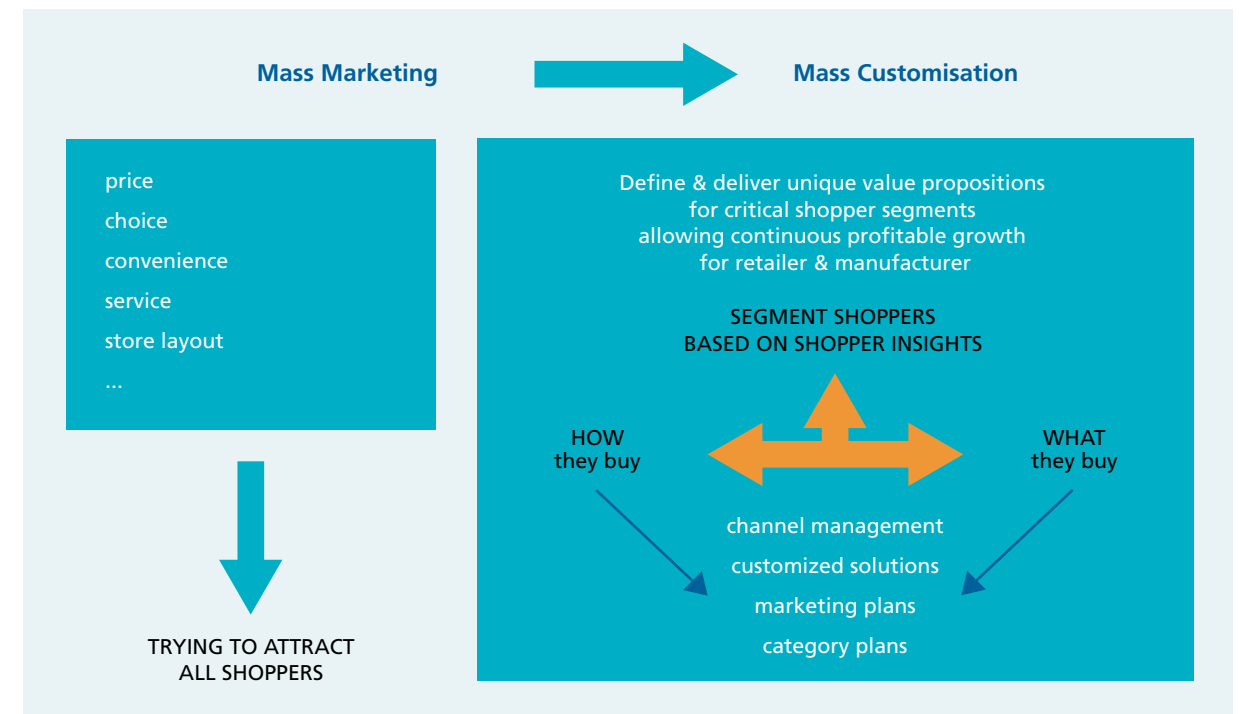 Mass Marketing
Mass Customisation
price
choice
convenience
service
store layout
...
TRYING TO ATTRACT
ALL SHOPPERS
Define & deliver unique value propositions
for critical shopper segments
allowing continuous profitable growth
for retailer & manufacturer
SEGMENT SHOPPERS
BASED ON SHOPPER INSIGHTS
HOW
they buy
WHAT
they buy
channel management
customized solutions
marketing plans
category plans